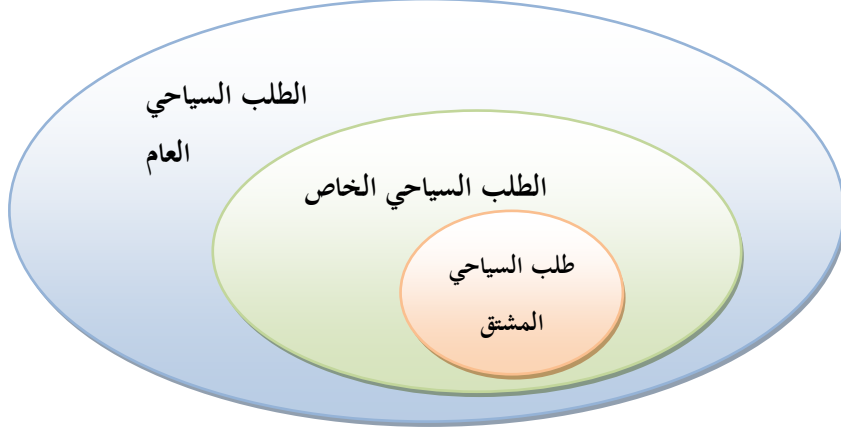 الطلب السياحي
العام
الطلب السياحي الخاص
طلب السياحي
المشتق